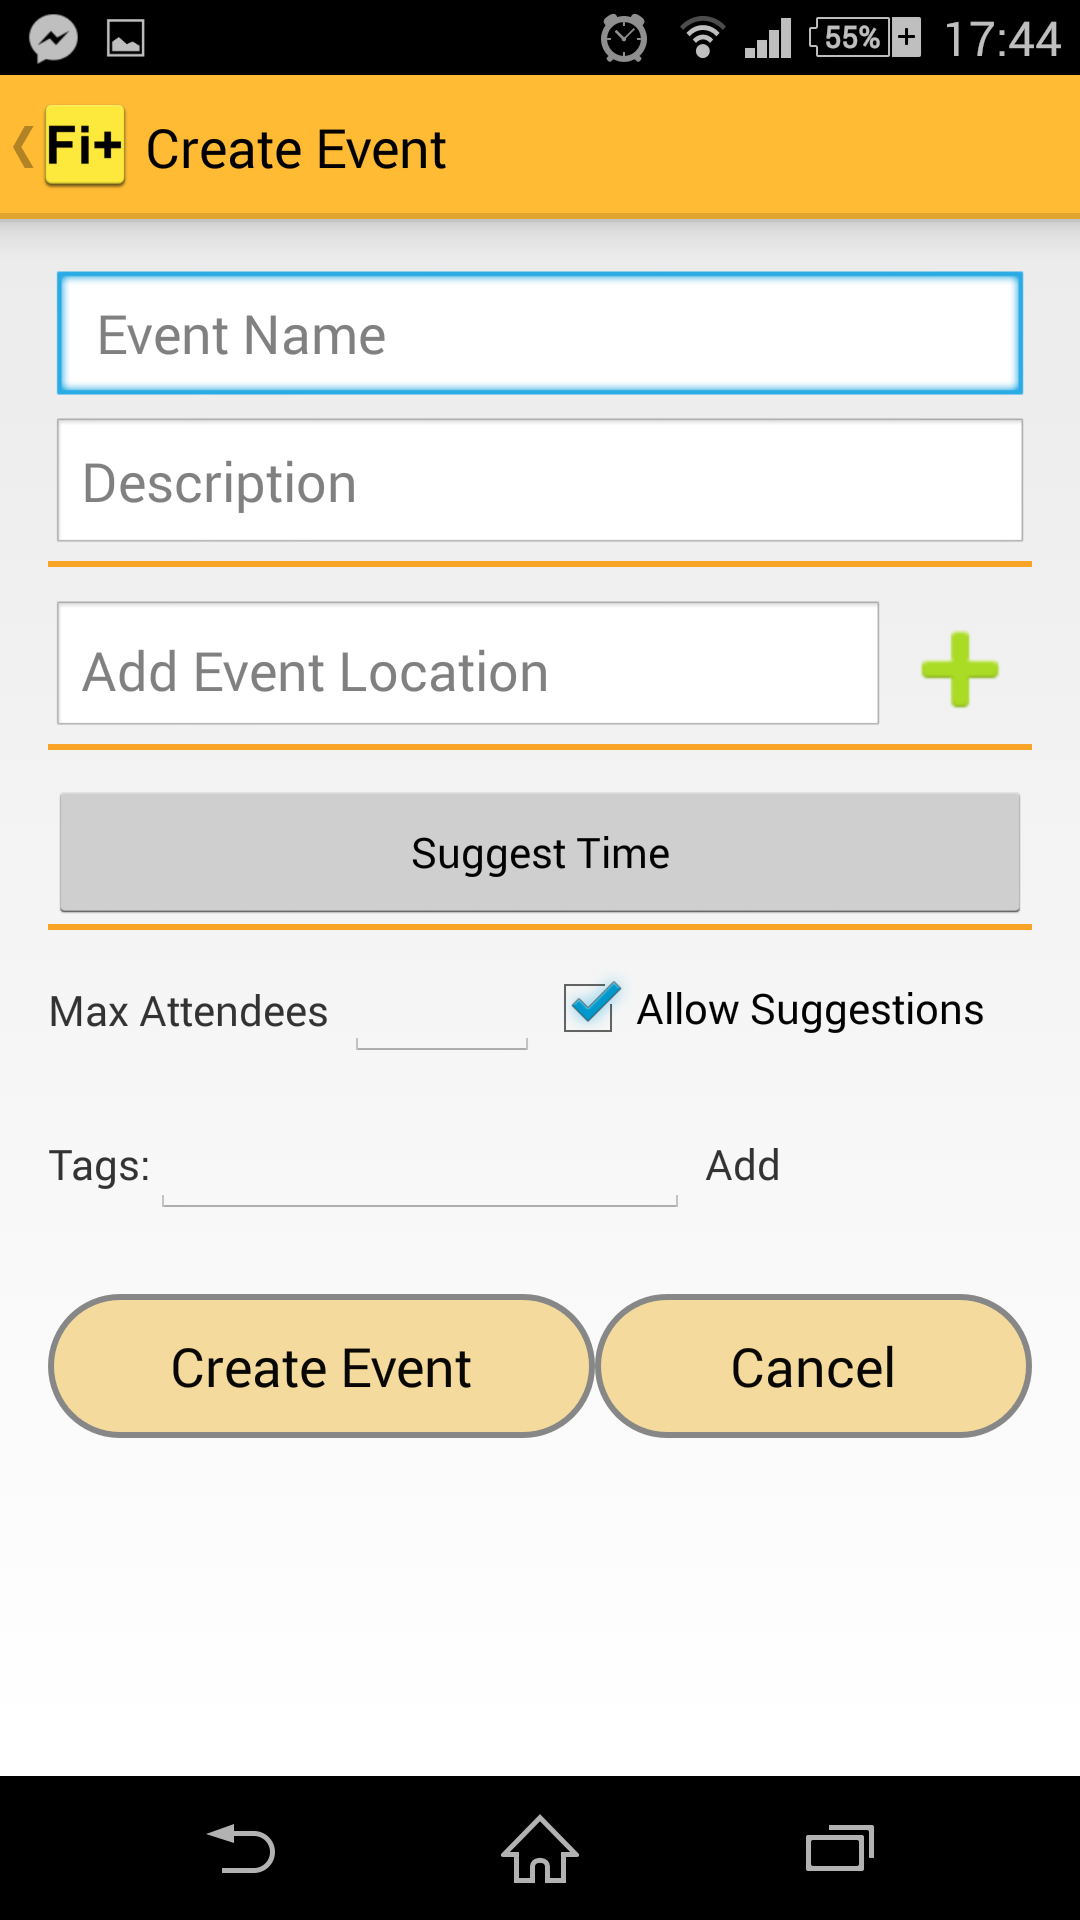 55% 17:44
Fi+ Create Event
Event Name
Description
Add Event Location
Suggest Time
Max Attendees Allow Suggestions
Tags: Add
Create Event Cancel